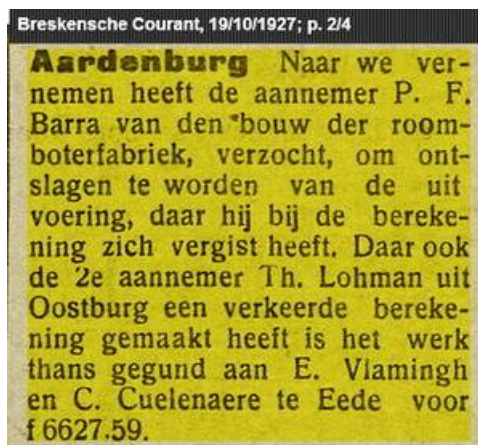 Breskensche Courant, 19/10/1927; p. 2/4
Aardenburg Naar we ver-
nemen heeft de aannemer P. F.
Barra van den bouw der room-
boterfabriek, verzocht, om ont-
slagen te worden van de uit
voering, daar hij bij de bereke-
ning zich vergist heeft. Daar ook
de 2e aannemer Th. Lohman uit
Oostburg een verkeerde bereke-
ning gemaakt heeft is het werk
thans gegund aan E. Vlamingh
en C. Cuelenaere te Eede voor
f 6627.59.